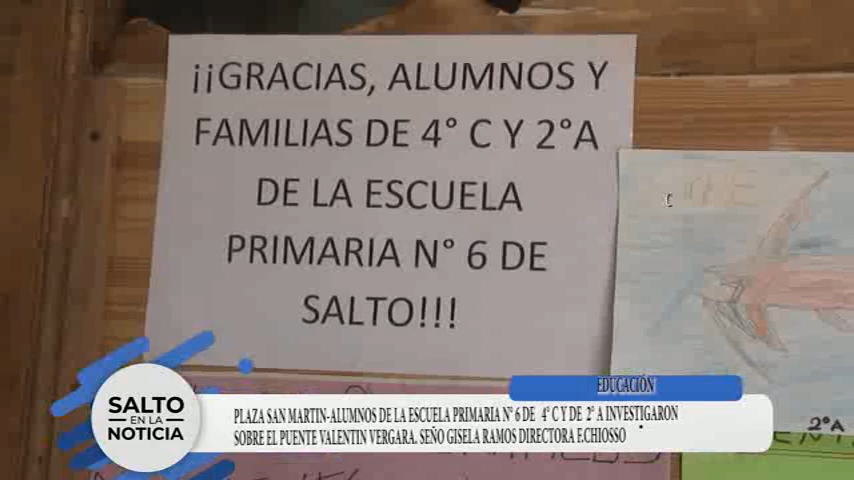 ¡¡GRACIAS, ALUMNOS Y
FAMILIAS DE 4° C Y 2°A
DE LA ESCUELA
PRIMARIA N° 6 DE
SALTO!!!
EDUCACIÓN
PLAZA SAN MARTIN-ALUMNOS DE LA ESCUELA PRIMARIA N° 6 DE 4° C Y DE 2° A INVESTIGARON
SOBRE EL PUENTE VALENTIN VERGARA. SEÑO GISELA RAMOS DIRECTORA F.CHIOSSO
SALTO
EN LA
NOTICIA
2°A